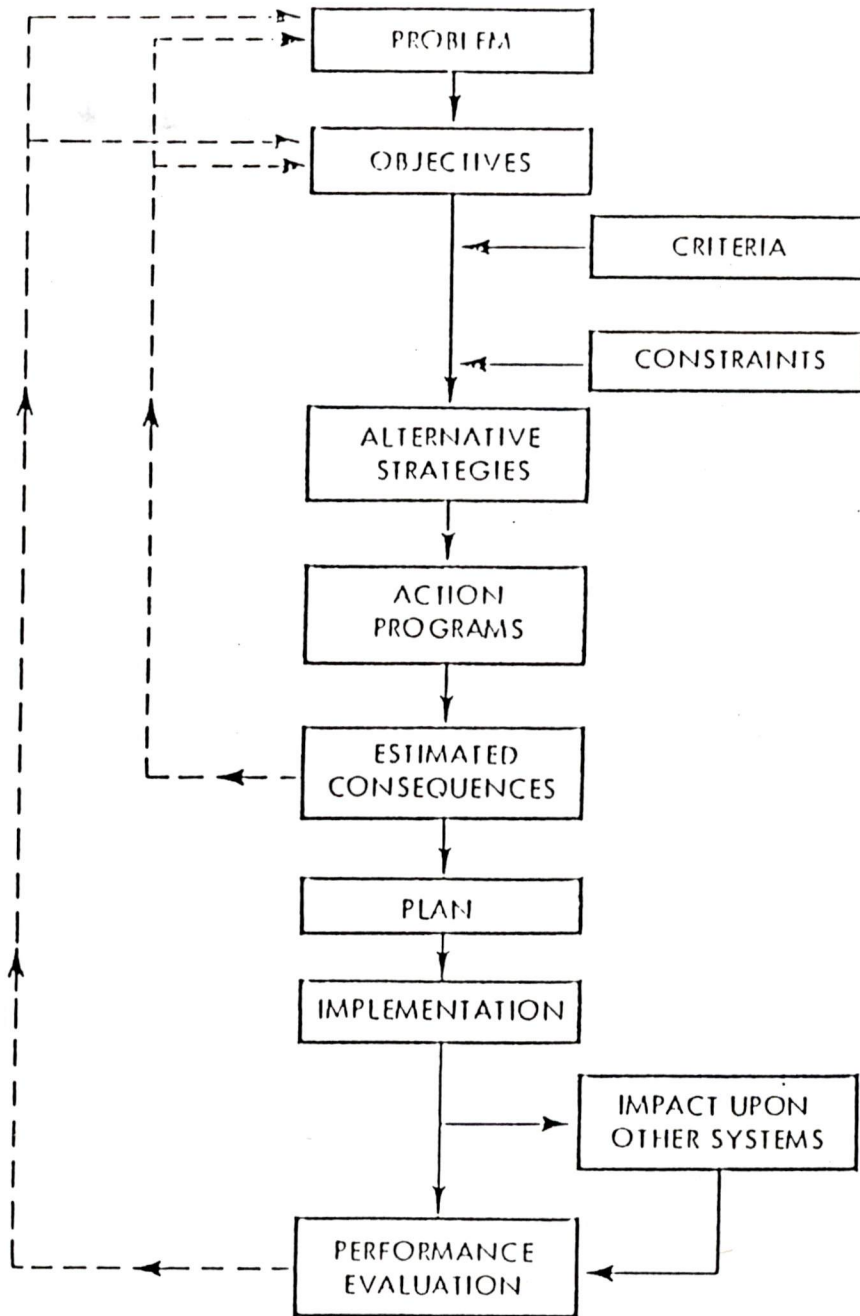 PROBLEM
OBJECTIVES
CRITERIA
CONSTRAINTS
ALTERNATIVE
STRATEGIES
ACTION
PROGRAMS
ESTIMATED
CONSEQUENCES
PLAN
IMPLEMENTATION
IMPACT UPON
OTHER SYSTEMS
PERFORMANCE
EVALUATION